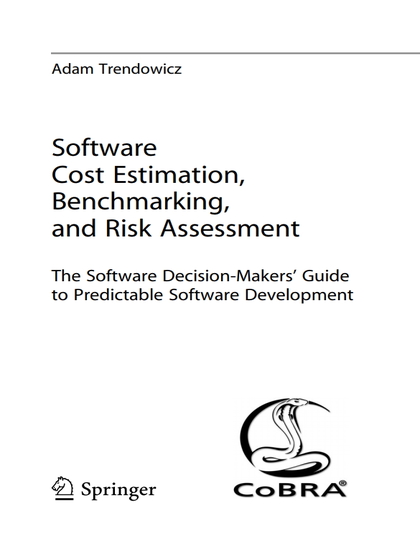 Adam Trendowicz
Software
Cost Estimation,
Benchmarking,
and Risk Assessment
The Software Decision-Makers’ Guide
to Predictable Software Development
Springer
CoBRA®